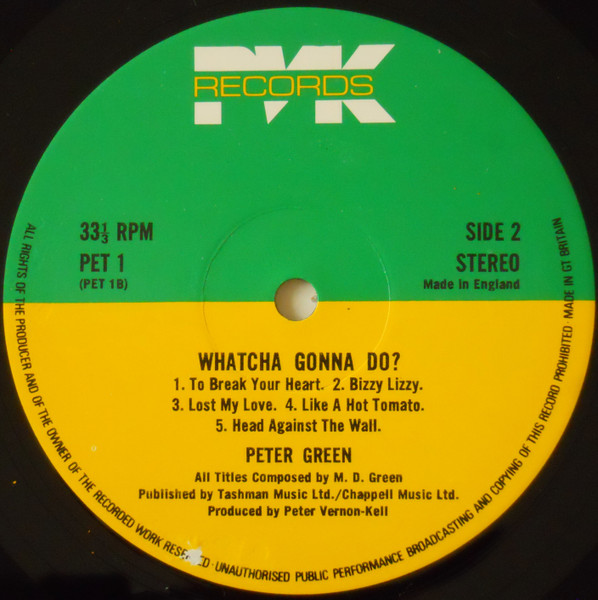 PVK
RECORDS
33⅓ RPM
SIDE 2
PET 1
STEREO
(PET 1B)
Made In England
WHATCHA GONNA DO?
1. To Break Your Heart. 2. Bizzy Lizzy.
3. Lost My Love. 4. Like A Hot Tomato.
5. Head Against The Wall.
PETER GREEN
All Titles Composed by M. D. Green
Published by Tashman Music Ltd./Chappell Music Ltd.
Produced by Peter Vernon-Kell
ALL RIGHTS OF THE PRODUCER AND OF THE OWNER OF THE RECORDED WORK RESERVED · UNAUTHORISED PUBLIC PERFORMANCE BROADCASTING AND COPYING OF THIS RECORD PROHIBITED · MADE IN GT BRITAIN